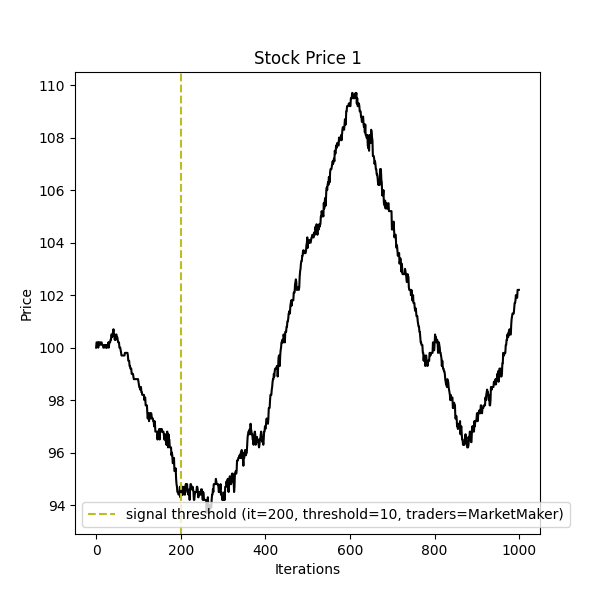 Stock Price 1
110
108
106
104
102
100
98
96
94
Price
signal threshold (it=200, threshold=10, traders=MarketMaker)
0 200 400 600 800 1000
Iterations